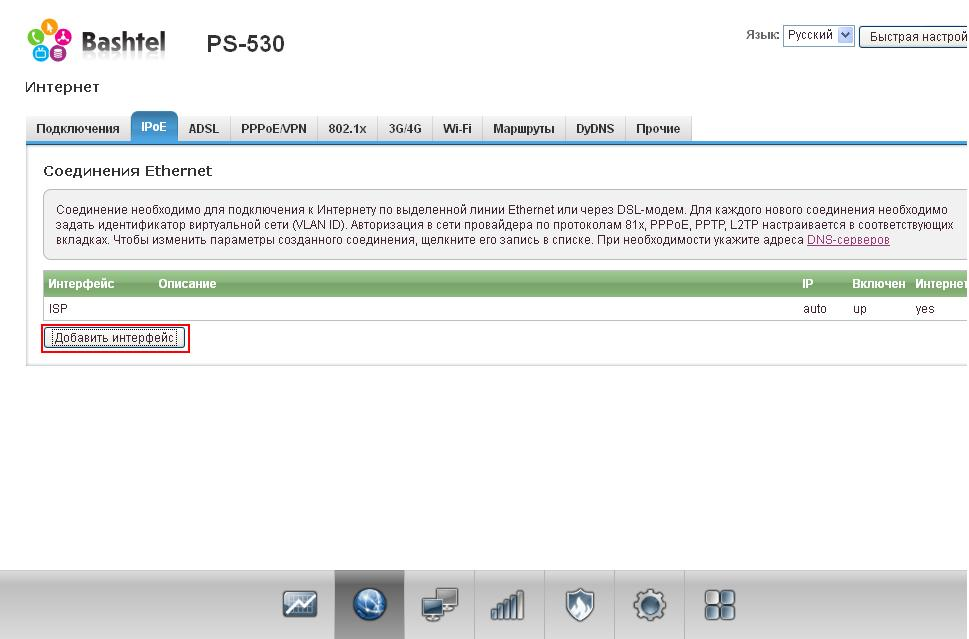 Bashtel PS-530 Язык: Русский Быстрая настрой
Интернет
Подключения IPoE ADSL PPPoE/VPN 802.1x 3G/4G Wi-Fi Маршруты DyDNS Прочие
Соединения Ethernet
Соединение необходимо для подключения к Интернету по выделенной линии Ethernet или через DSL-модем. Для каждого нового соединения необходимо
задать идентификатор виртуальной сети (VLAN ID). Авторизация в сети провайдера по протоколам 81x, PPPoE, PPTP, L2TP настраивается в соответствующих
вкладках. Чтобы изменить параметры созданного соединения, щелкните его запись в списке. При необходимости укажите адреса DNS-серверов
Интерфейс Описание IP Включен Интернет
ISP auto up yes
Добавить интерфейс